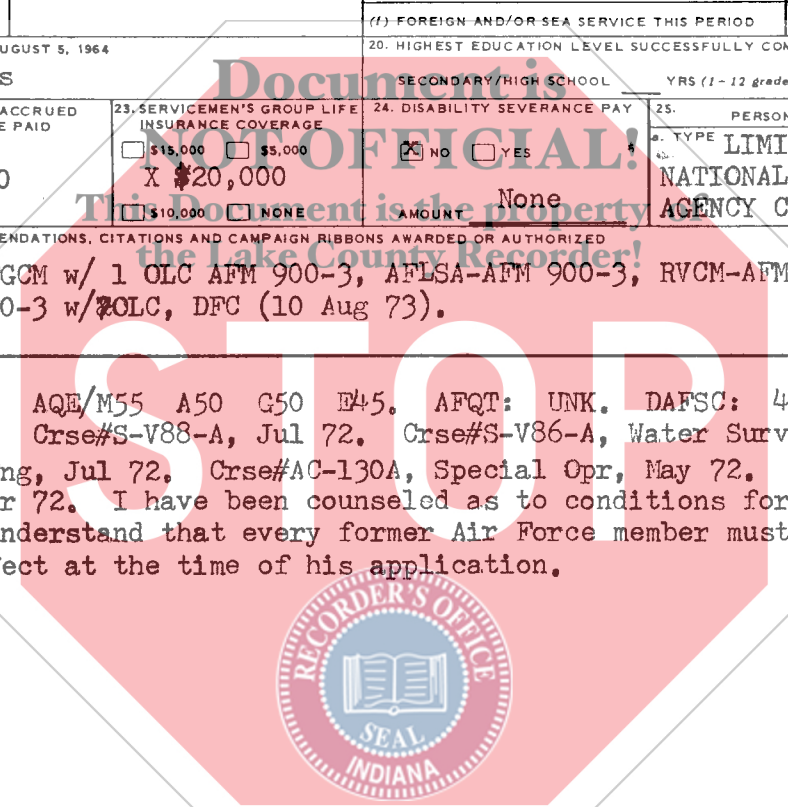 (f) FOREIGN AND/OR SEA SERVICE THIS PERIOD
UGUST 5, 1964
20. HIGHEST EDUCATION LEVEL SUCCESSFULLY COM
S
SECONDARY/HIGH SCHOOL ____ YRS (1-12 grade
ACCRUED
E PAID
0
23. SERVICEMEN'S GROUP LIFE
INSURANCE COVERAGE
$15,000 $5,000
X $20,000
$10,000 NONE
24. DISABILITY SEVERANCE PAY
X NO YES
AMOUNT None
25. PERSON
a. TYPE LIMI
NATIONAL
AGENCY C
ENDATIONS, CITATIONS AND CAMPAIGN RIBBONS AWARDED OR AUTHORIZED
GCM w/ 1 OLC AFM 900-3, AFLSA-AFM 900-3, RVCM-AFM
0-3 w/OLC, DFC (10 Aug 73).
AQE/M55 A50 G50 E45. AFQT: UNK. DAFSC: 4
Crse#S-V88-A, Jul 72. Crse#S-V86-A, Water Surv
ng, Jul 72. Crse#AC-130A, Special Opr, May 72.
r 72. I have been counseled as to conditions for
nderstand that every former Air Force member must
ect at the time of his application.
Document is
NOT OFFICIAL!
This Document is the property of
the Lake County Recorder!
STOP
RECORDER'S OFFICE
SEAL
INDIANA